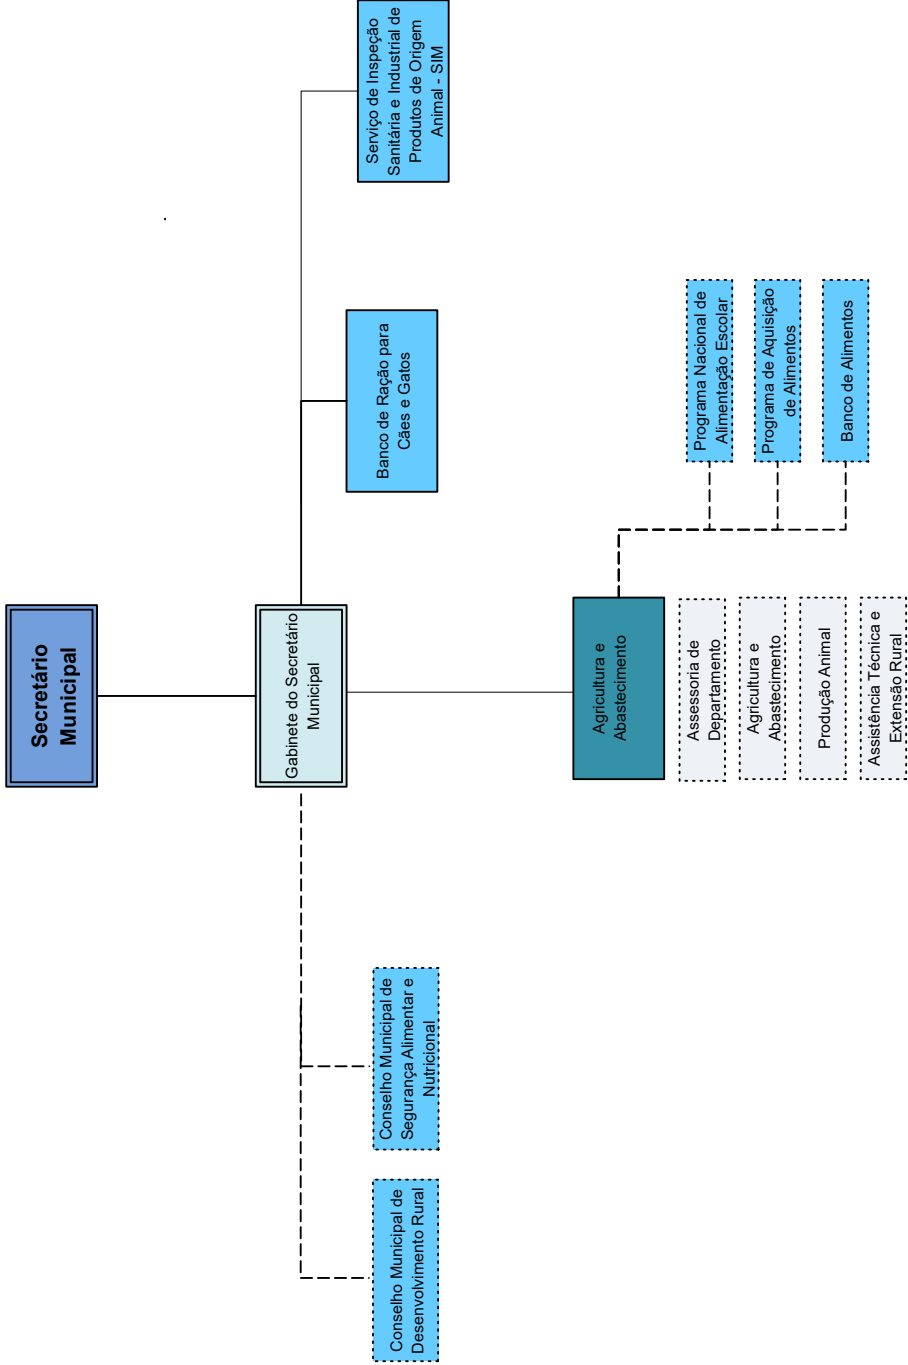 Secretário
Municipal
Gabinete do Secretário
Municipal
Conselho Municipal de
Desenvolvimento Rural
Conselho Municipal de
Segurança Alimentar e
Nutricional
Banco de Ração para
Cães e Gatos
Serviço de Inspeção
Sanitária e Industrial de
Produtos de Origem
Animal - SIM
Agricultura e
Abastecimento
Assessoria de
Departamento
Agricultura e
Abastecimento
Produção Animal
Assistência Técnica e
Extensão Rural
Programa Nacional de
Alimentação Escolar
Programa de Aquisição
de Alimentos
Banco de Alimentos